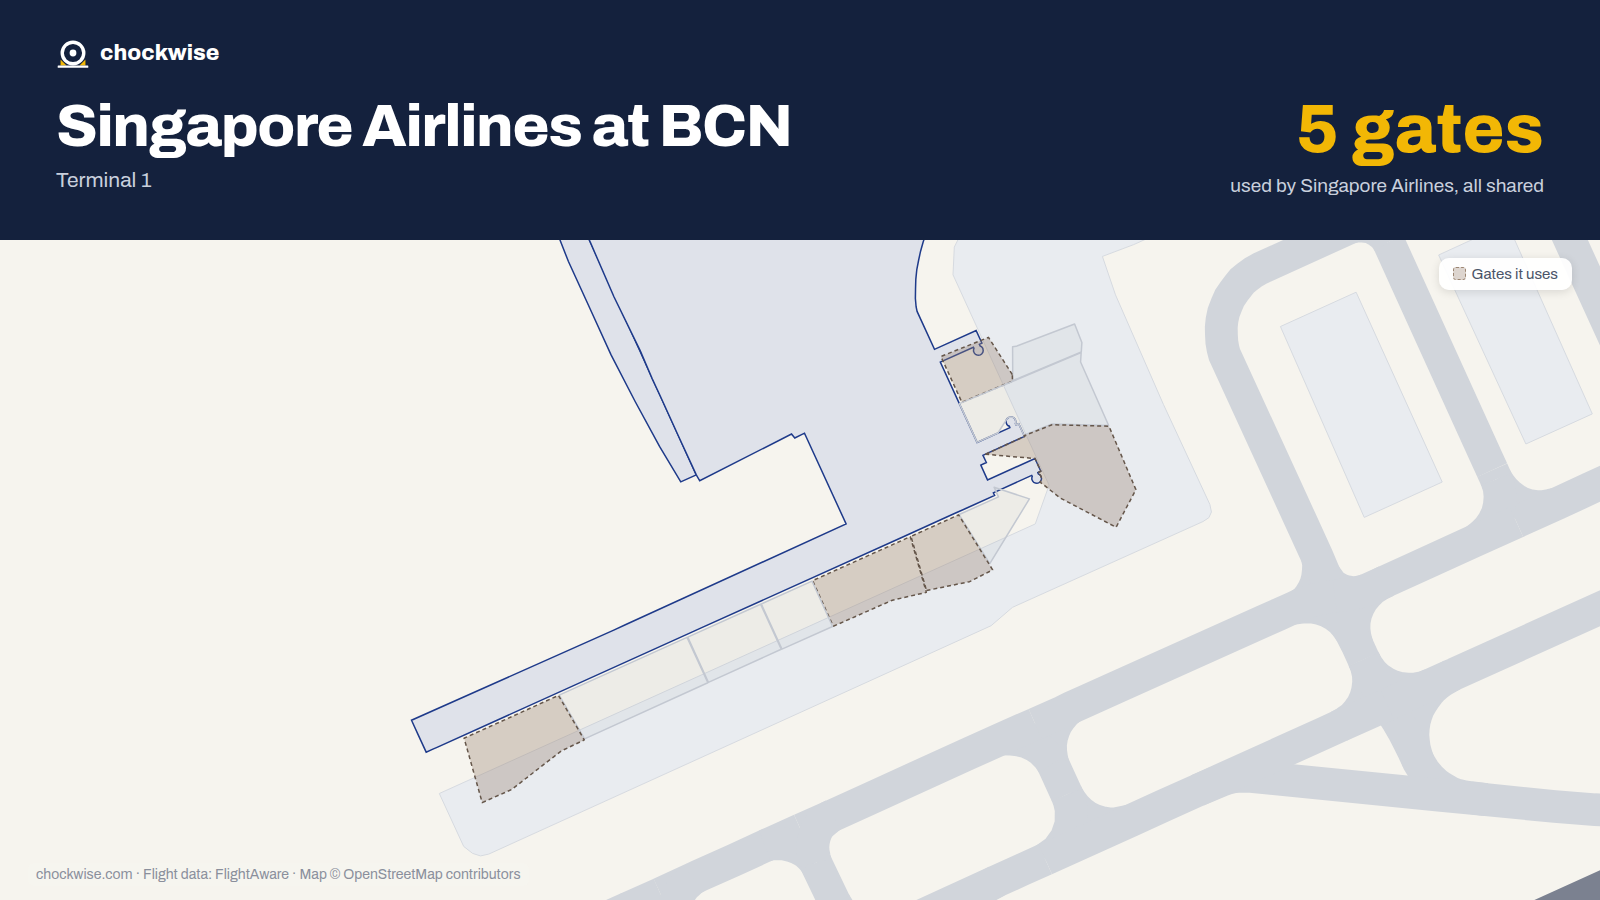 chockwise
Singapore Airlines at BCN
Terminal 1
5 gates
used by Singapore Airlines, all shared
Gates it uses
chockwise.com · Flight data: FlightAware · Map © OpenStreetMap contributors